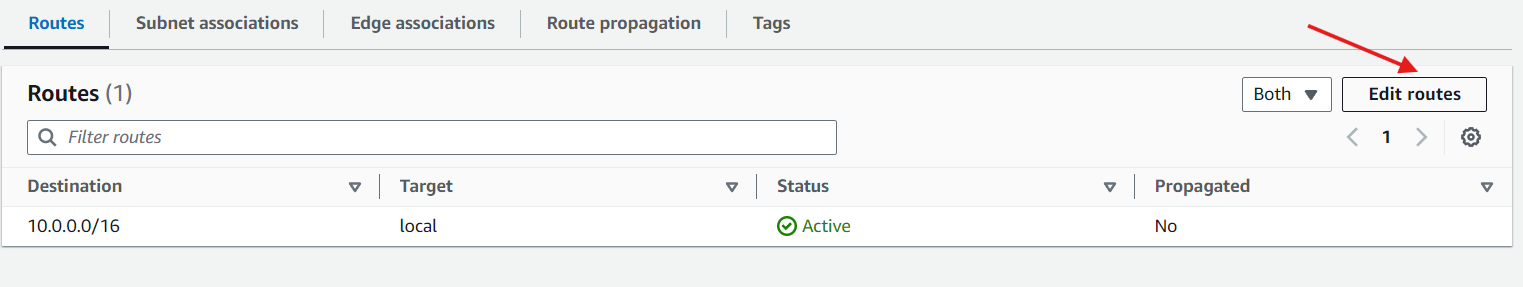 Routes Subnet associations Edge associations Route propagation Tags
Routes (1) Both Edit routes
Filter routes 1
Destination Target Status Propagated
10.0.0.0/16 local Active No